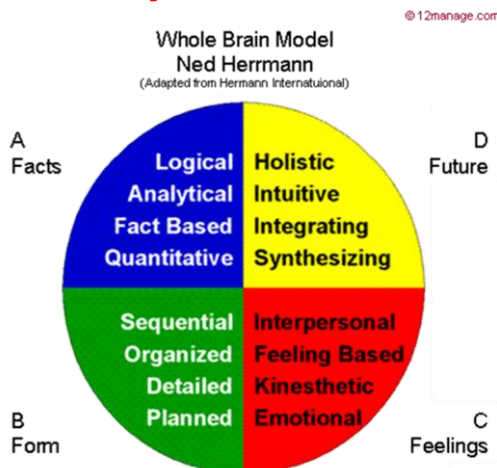 © 12manage.com
Whole Brain Model
Ned Herrmann
(Adapted from Hermann Internatuional)
A
Facts
D
Future
Logical
Analytical
Fact Based
Quantitative
Holistic
Intuitive
Integrating
Synthesizing
Sequential
Organized
Detailed
Planned
Interpersonal
Feeling Based
Kinesthetic
Emotional
B
Form
C
Feelings